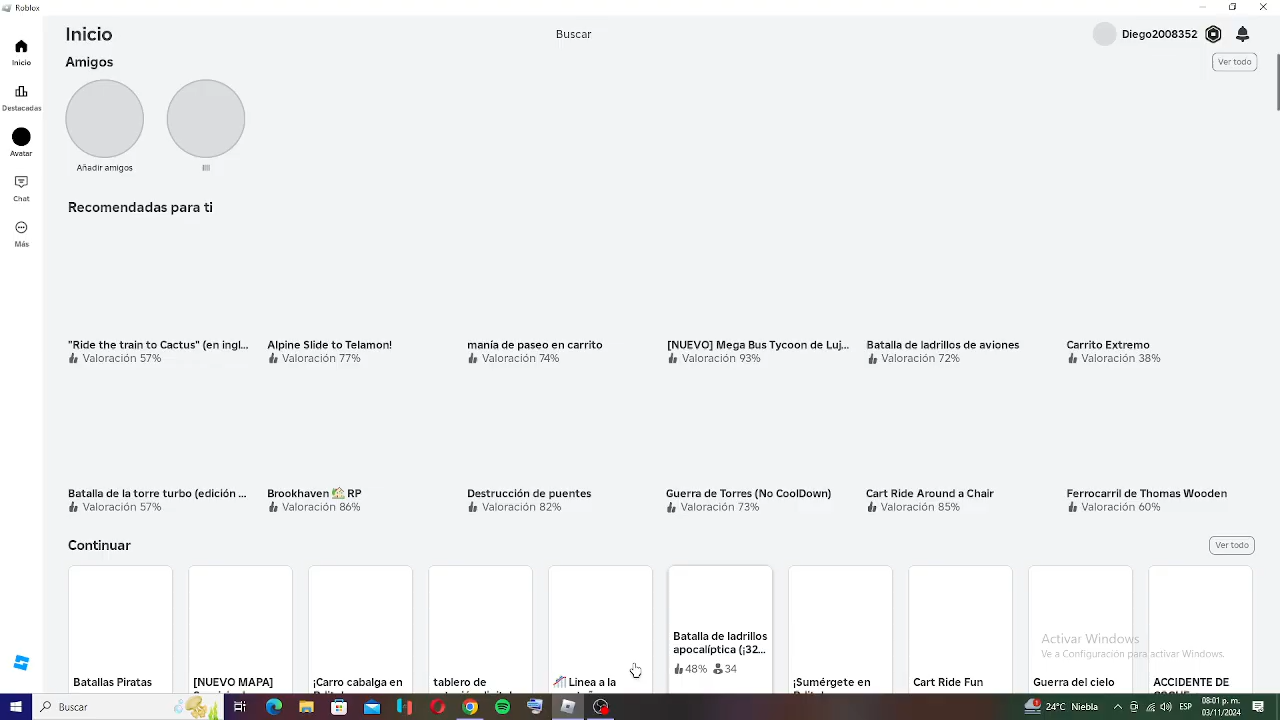 Roblox
Inicio
Buscar
Diego2008352
Inicio
Amigos
Ver todo
Destacadas
Avatar
Añadir amigos
Chat
Recomendadas para ti
Más
"Ride the train to Cactus" (en ingl...
Valoración 57%
Alpine Slide to Telamon!
Valoración 77%
manía de paseo en carrito
Valoración 74%
[NUEVO] Mega Bus Tycoon de Luj...
Valoración 93%
Batalla de ladrillos de aviones
Valoración 72%
Carrito Extremo
Valoración 38%
Batalla de la torre turbo (edición ...
Valoración 57%
Brookhaven 🏡 RP
Valoración 86%
Destrucción de puentes
Valoración 82%
Guerra de Torres (No CoolDown)
Valoración 73%
Cart Ride Around a Chair
Valoración 85%
Ferrocarril de Thomas Wooden
Valoración 60%
Continuar
Ver todo
Batallas Piratas
[NUEVO MAPA]
¡Carro cabalga en
tablero de
Línea a la
Batalla de ladrillos
apocalíptica (¡32...
48% 34
¡Sumérgete en
Cart Ride Fun
Guerra del cielo
ACCIDENTE DE
Activar Windows
Ve a Configuración para activar Windows.
Buscar
24°C Niebla
ESP
08:01 p. m.
03/11/2024